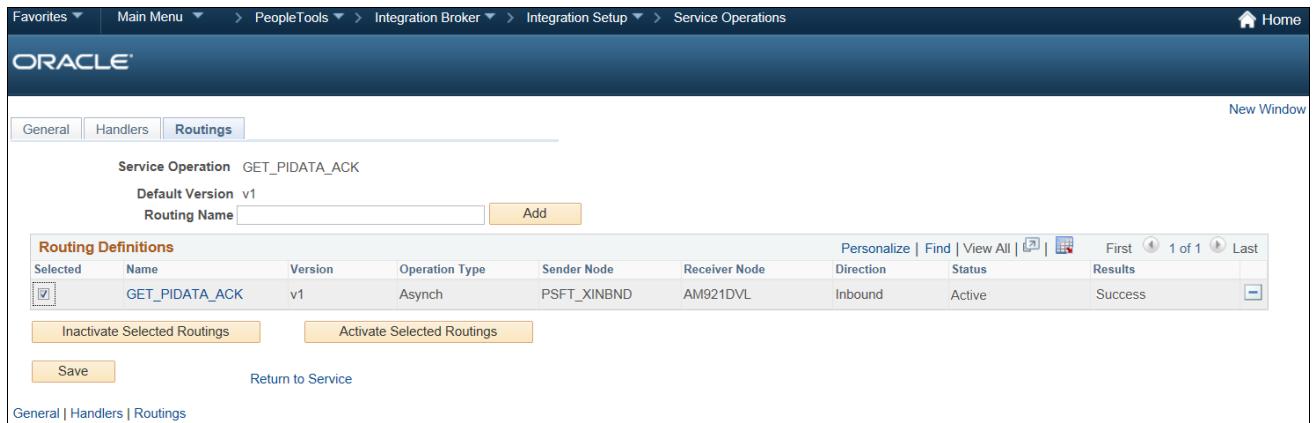 Favorites Main Menu > PeopleTools > Integration Broker > Integration Setup > Service Operations Home
ORACLE
New Window
General Handlers Routings
Service Operation GET_PIDATA_ACK
Default Version v1
Routing Name Add
Routing Definitions Personalize | Find | View All | | First 1 of 1 Last
Selected Name Version Operation Type Sender Node Receiver Node Direction Status Results
GET_PIDATA_ACK v1 Asynch PSFT_XINBND AM921DVL Inbound Active Success
Inactivate Selected Routings Activate Selected Routings
Save Return to Service
General | Handlers | Routings